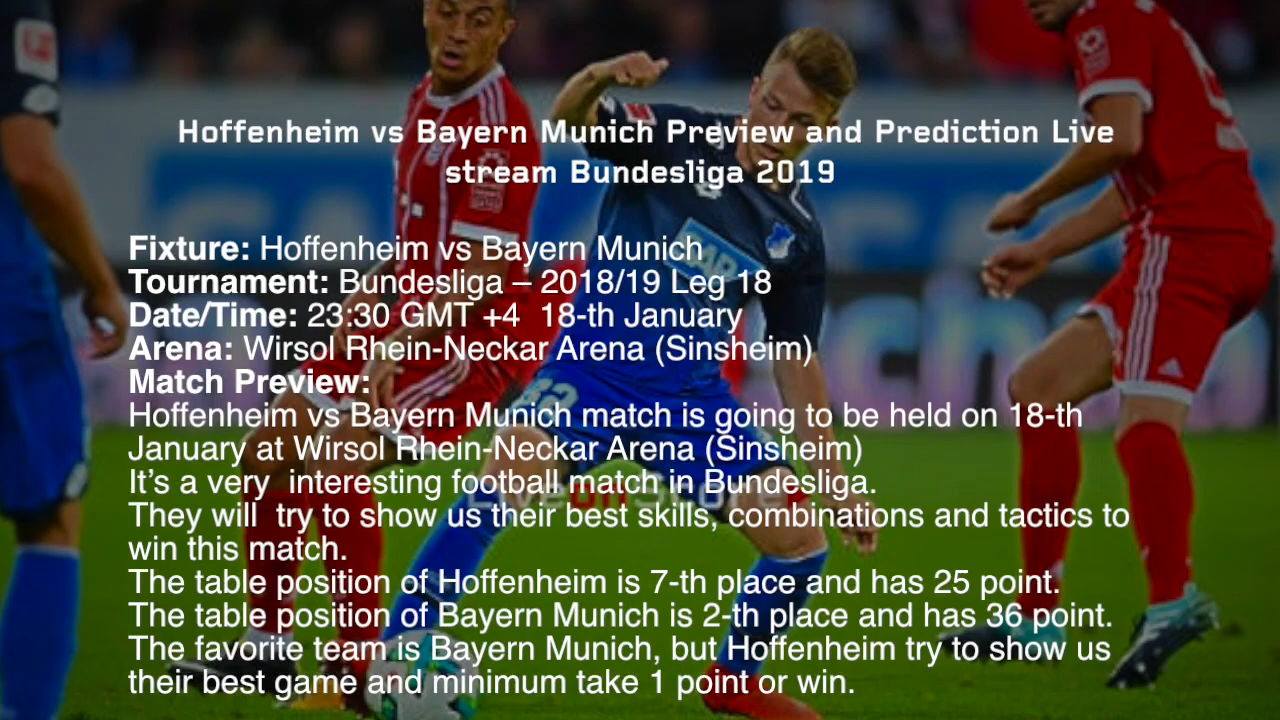 Hoffenheim vs Bayern Munich Preview and Prediction Live
stream Bundesliga 2019
Fixture: Hoffenheim vs Bayern Munich
Tournament: Bundesliga – 2018/19 Leg 18
Date/Time: 23:30 GMT +4  18-th January
Arena: Wirsol Rhein-Neckar Arena (Sinsheim)
Match Preview:
Hoffenheim vs Bayern Munich match is going to be held on 18-th
January at Wirsol Rhein-Neckar Arena (Sinsheim)
It’s a very  interesting football match in Bundesliga.
They will  try to show us their best skills, combinations and tactics to
win this match.
The table position of Hoffenheim is 7-th place and has 25 point.
The table position of Bayern Munich is 2-th place and has 36 point.
The favorite team is Bayern Munich, but Hoffenheim try to show us
their best game and minimum take 1 point or win.